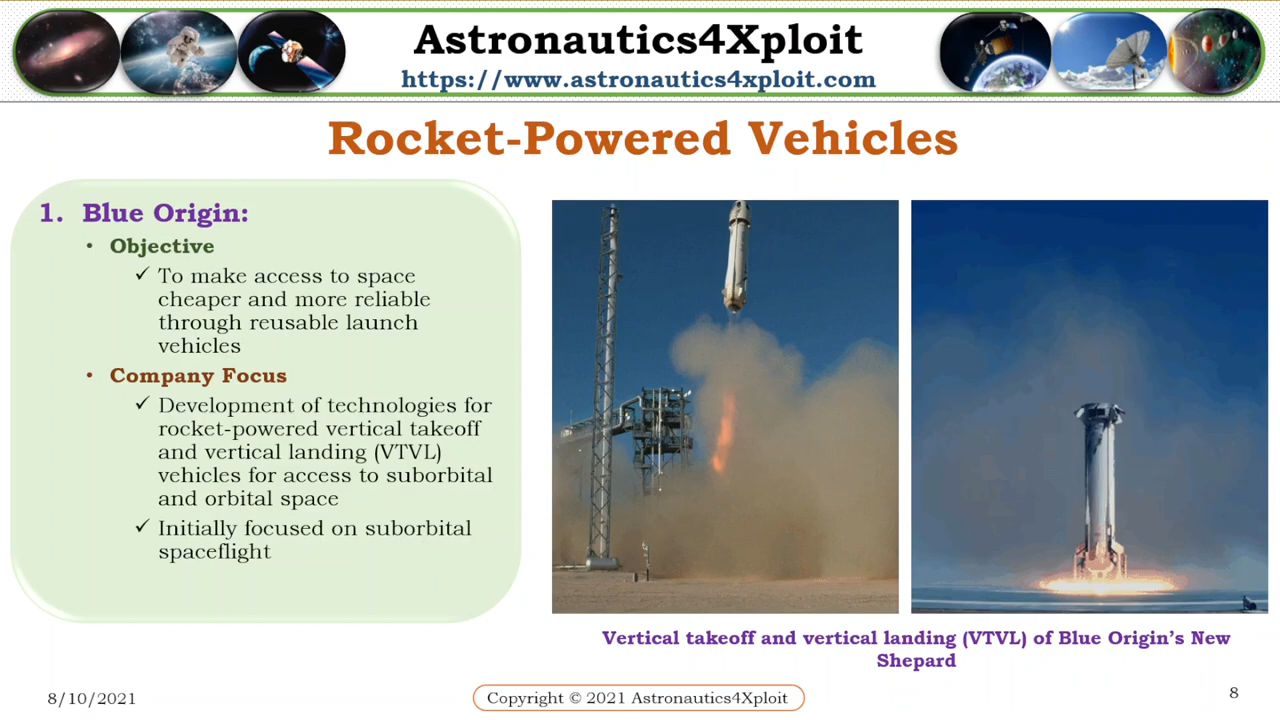 Astronautics4Xploit
https://www.astronautics4xploit.com
Rocket-Powered Vehicles
1. Blue Origin:
• Objective
✓ To make access to space
cheaper and more reliable
through reusable launch
vehicles
• Company Focus
✓ Development of technologies for
rocket-powered vertical takeoff
and vertical landing (VTVL)
vehicles for access to suborbital
and orbital space
✓ Initially focused on suborbital
spaceflight
Vertical takeoff and vertical landing (VTVL) of Blue Origin’s New
Shepard
8/10/2021
Copyright © 2021 Astronautics4Xploit
8